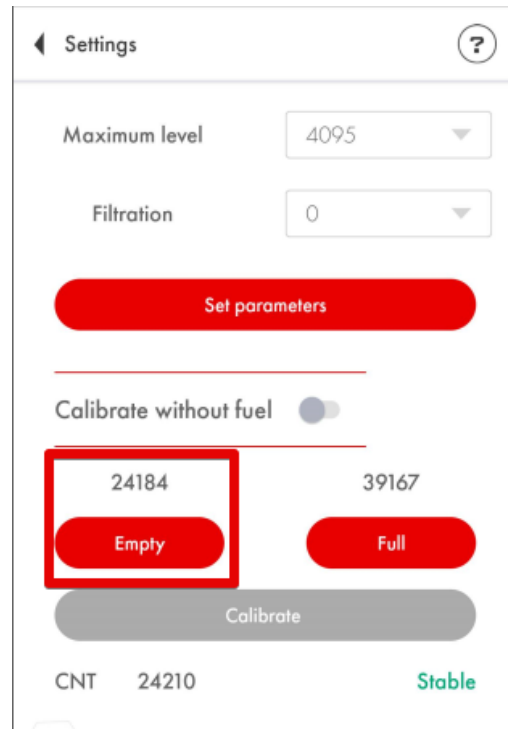 Settings ?
Maximum level 4095
Filtration 0
Set parameters
Calibrate without fuel
24184 39167
Empty Full
Calibrate
CNT 24210 Stable